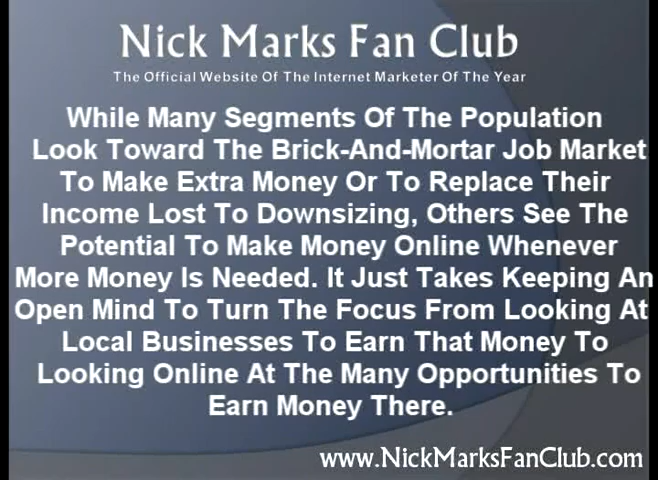 Nick Marks Fan Club
The Official Website Of The Internet Marketer Of The Year
While Many Segments Of The Population
Look Toward The Brick-And-Mortar Job Market
To Make Extra Money Or To Replace Their
Income Lost To Downsizing, Others See The
Potential To Make Money Online Whenever
More Money Is Needed. It Just Takes Keeping An
Open Mind To Turn The Focus From Looking At
Local Businesses To Earn That Money To
Looking Online At The Many Opportunities To
Earn Money There.
www.NickMarksFanClub.com